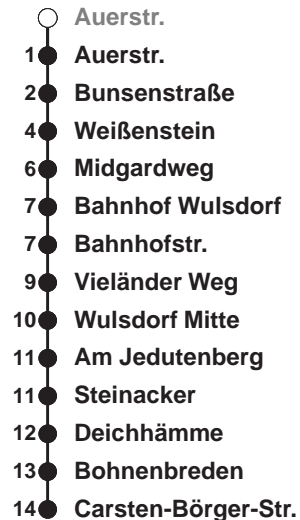 Auerstr.
1 Auerstr.
2 Bunsenstraße
4 Weißenstein
6 Midgardweg
7 Bahnhof Wulsdorf
7 Bahnhofstr.
9 Vieländer Weg
10 Wulsdorf Mitte
11 Am Jedutenberg
11 Steinacker
12 Deichhämme
13 Bohnenbreden
14 Carsten-Börger-Str.